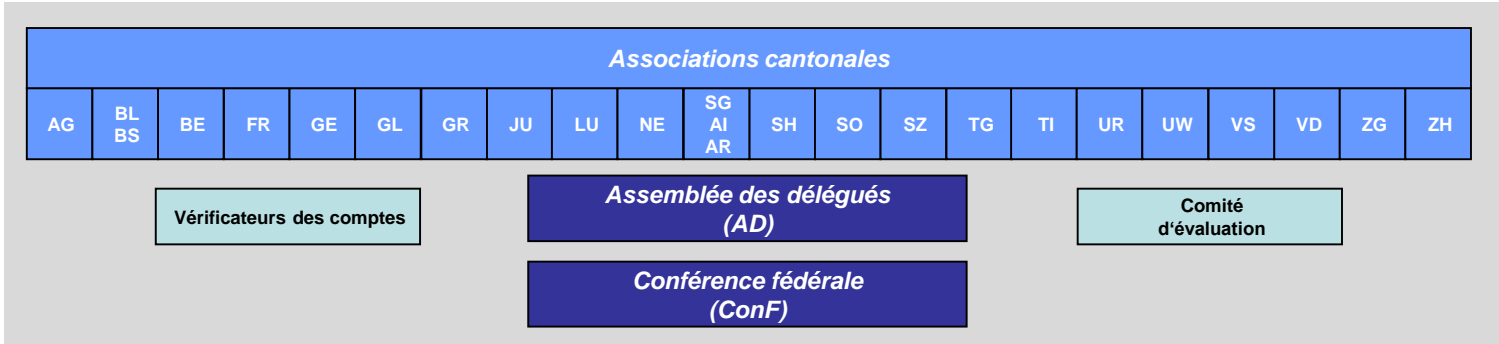 Associations cantonales
AG
BL
BS
BE
FR
GE
GL
GR
JU
LU
NE
SG
AI
AR
SH
SO
SZ
TG
TI
UR
UW
VS
VD
ZG
ZH
Vérificateurs des comptes
Assemblée des délégués
(AD)
Comité
d‘évaluation
Conférence fédérale
(ConF)